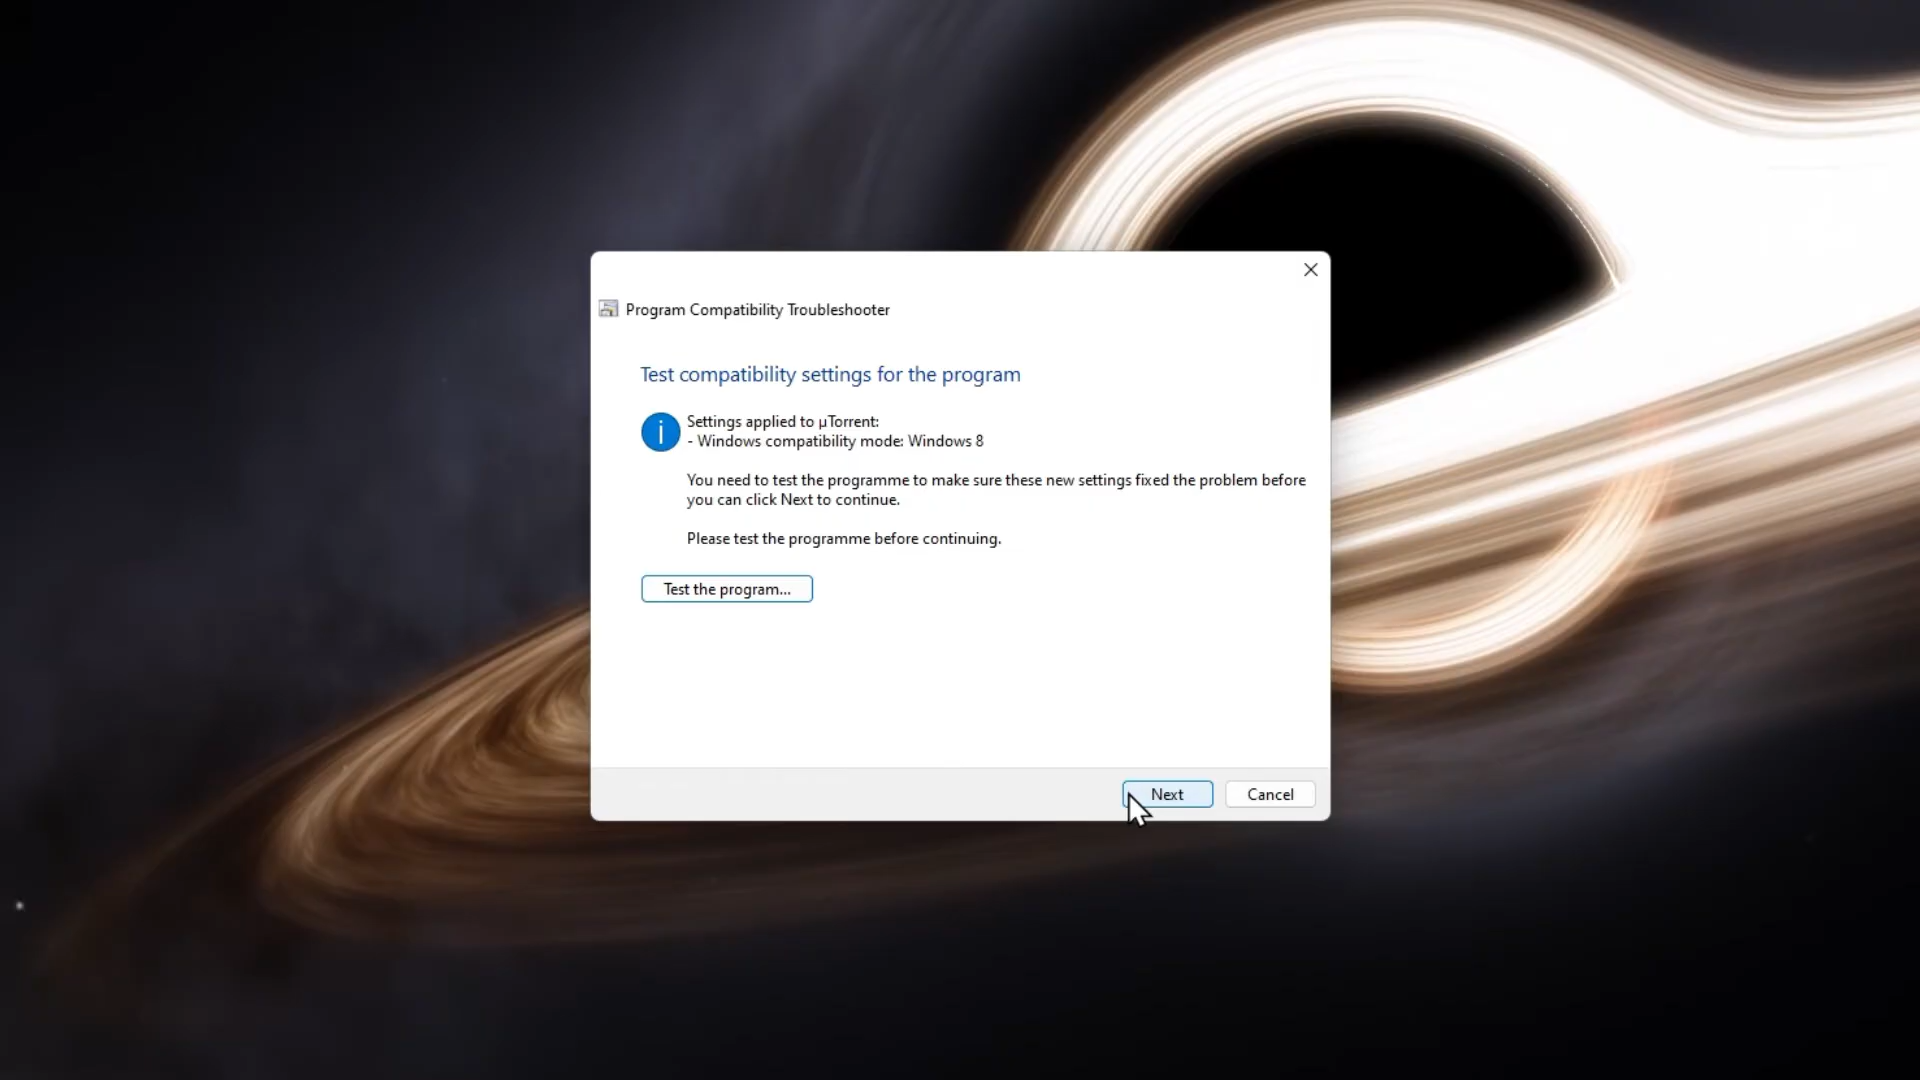 Program Compatibility Troubleshooter
Test compatibility settings for the program
Settings applied to µTorrent:
- Windows compatibility mode: Windows 8
You need to test the programme to make sure these new settings fixed the problem before
you can click Next to continue.
Please test the programme before continuing.
Test the program...
Next
Cancel